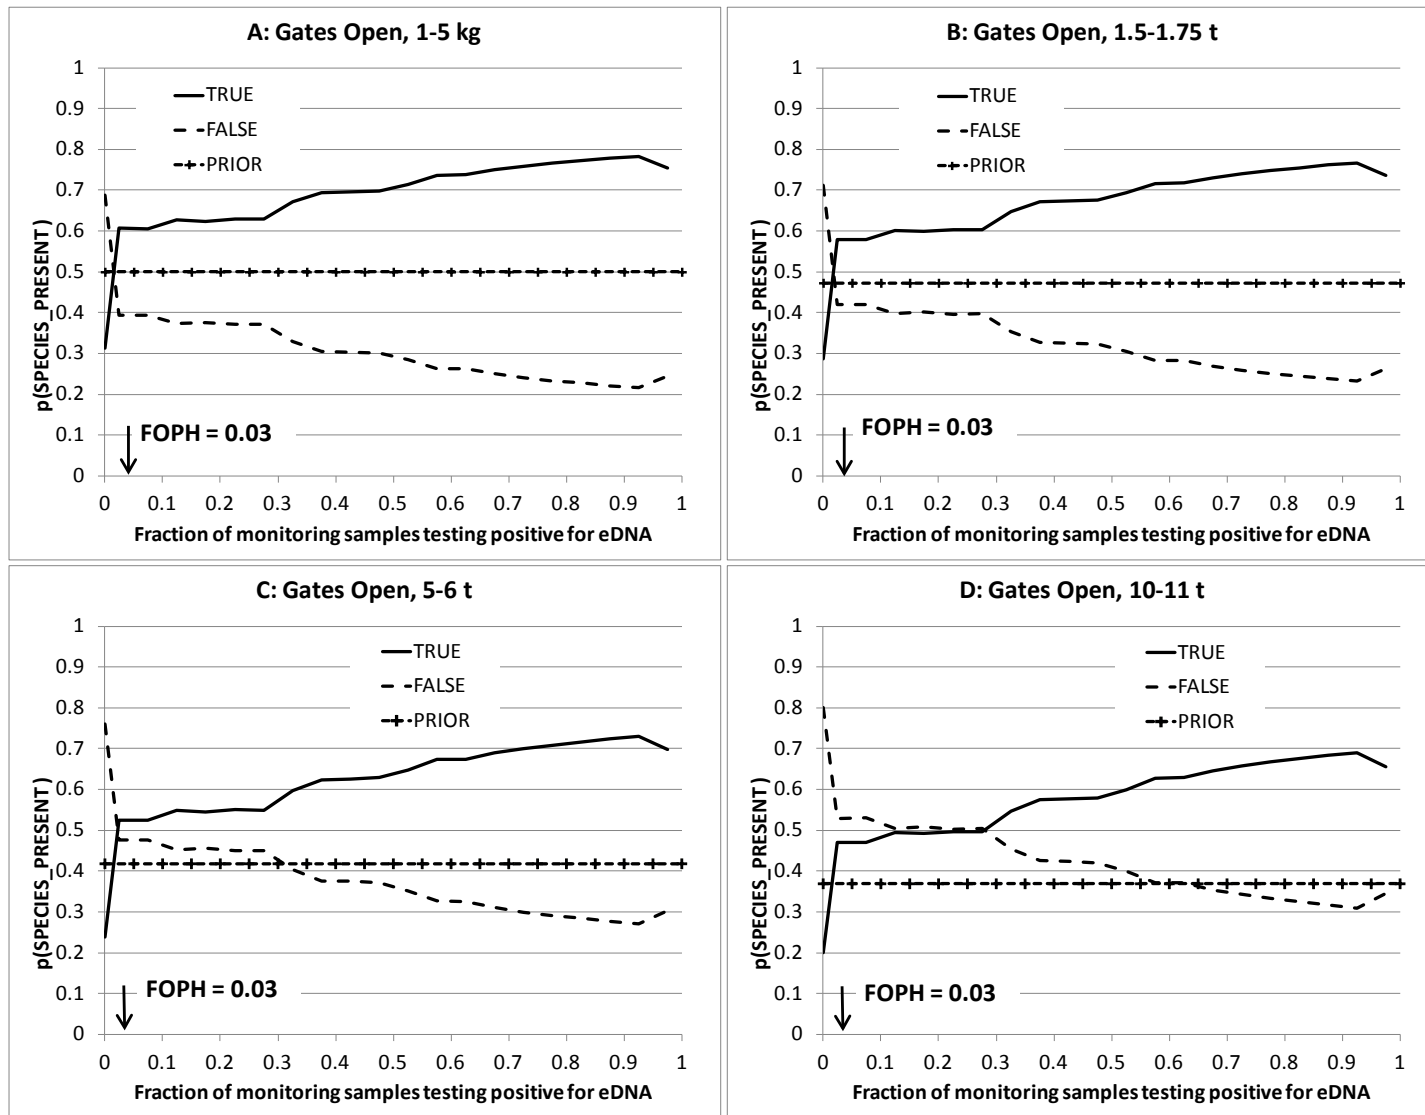 A: Gates Open, 1-5 kg
1
0.9
0.8
0.7
0.6
0.5
0.4
0.3
0.2
0.1
0
p(SPECIES_PRESENT)
TRUE
FALSE
PRIOR
FOPH = 0.03
0 0.1 0.2 0.3 0.4 0.5 0.6 0.7 0.8 0.9 1
Fraction of monitoring samples testing positive for eDNA
B: Gates Open, 1.5-1.75 t
1
0.9
0.8
0.7
0.6
0.5
0.4
0.3
0.2
0.1
0
p(SPECIES_PRESENT)
TRUE
FALSE
PRIOR
FOPH = 0.03
0 0.1 0.2 0.3 0.4 0.5 0.6 0.7 0.8 0.9 1
Fraction of monitoring samples testing positive for eDNA
C: Gates Open, 5-6 t
1
0.9
0.8
0.7
0.6
0.5
0.4
0.3
0.2
0.1
0
p(SPECIES_PRESENT)
TRUE
FALSE
PRIOR
FOPH = 0.03
0 0.1 0.2 0.3 0.4 0.5 0.6 0.7 0.8 0.9 1
Fraction of monitoring samples testing positive for eDNA
D: Gates Open, 10-11 t
1
0.9
0.8
0.7
0.6
0.5
0.4
0.3
0.2
0.1
0
p(SPECIES_PRESENT)
TRUE
FALSE
PRIOR
FOPH = 0.03
0 0.1 0.2 0.3 0.4 0.5 0.6 0.7 0.8 0.9 1
Fraction of monitoring samples testing positive for eDNA